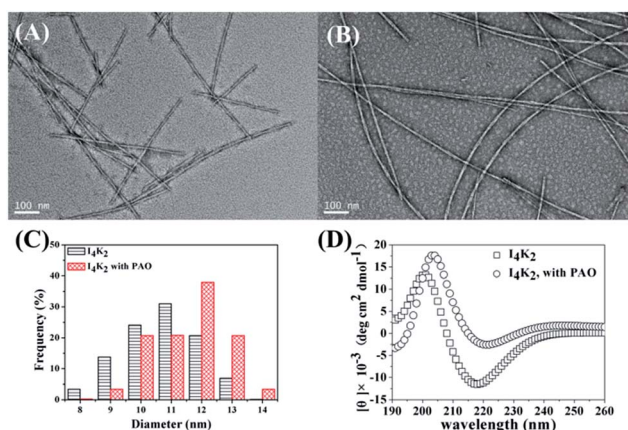 (A)
100 nm
(B)
100 nm
(C)
I₄K₂
I₄K₂ with PAO
Frequency (%)
50
40
30
20
10
0
8 9 10 11 12 13 14
Diameter (nm)
(D)
I₄K₂
I₄K₂, with PAO
[θ]× 10⁻³ (deg cm² dmol⁻¹)
20
15
10
5
0
-5
-10
-15
190 200 210 220 230 240 250 260
wavelength (nm)